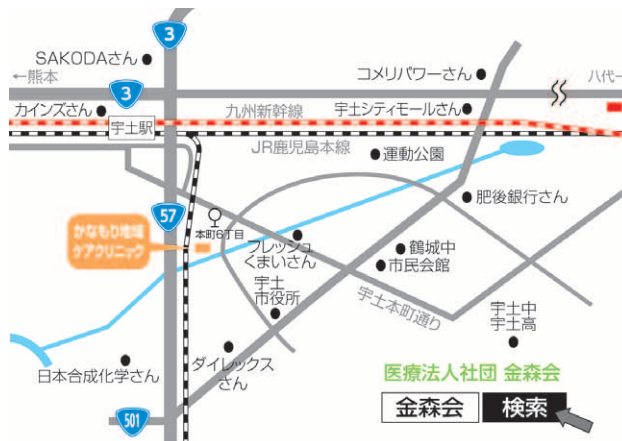 3
SAKODAさん
←熊本
3
コメリパワーさん
八代→
カインズさん
九州新幹線
宇土シティモールさん
宇土駅
JR鹿児島本線
運動公園
57
本町6丁目
肥後銀行さん
かなもり地域
ケアクリニック
フレッシュ
くまいさん
鶴城中
市民会館
宇土
市役所
宇土本町通り
宇土中
宇土高
日本合成化学さん
ダイレックス
さん
医療法人社団 金森会
501
金森会 検索